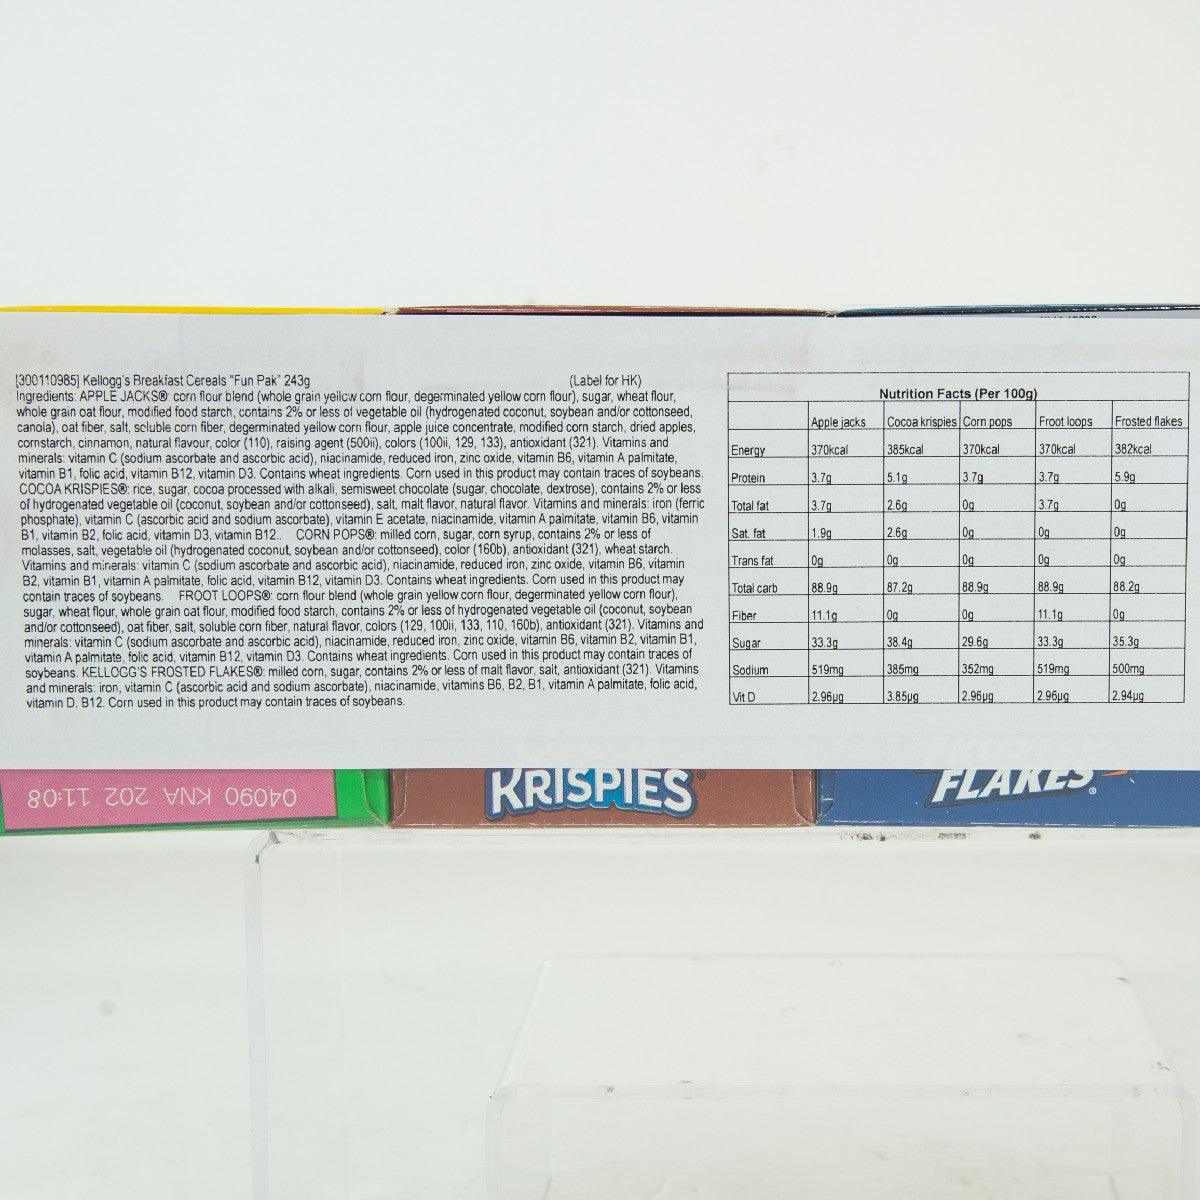 [300110985] Kellogg's Breakfast Cereals "Fun Pak" 243g (Label for HK)
Ingredients: APPLE JACKS®: corn flour blend (whole grain yellow corn flour, degerminated yellow corn flour), sugar, wheat flour,
whole grain oat flour, modified food starch, contains 2% or less of vegetable oil (hydrogenated coconut, soybean and/or cottonseed,
canola), oat fiber, salt, soluble corn fiber, degerminated yellow corn flour, apple juice concentrate, modified corn starch, dried apples,
cornstarch, cinnamon, natural flavour, color (110), raising agent (500ii), colors (100ii, 129, 133), antioxidant (321). Vitamins and
minerals: vitamin C (sodium ascorbate and ascorbic acid), niacinamide, reduced iron, zinc oxide, vitamin B6, vitamin A palmitate,
vitamin B1, folic acid, vitamin B12, vitamin D3. Contains wheat ingredients. Corn used in this product may contain traces of soybeans.
COCOA KRISPIES®: rice, sugar, cocoa processed with alkali, semisweet chocolate (sugar, chocolate, dextrose), contains 2% or less
of hydrogenated vegetable oil (coconut, soybean and/or cottonseed), salt, malt flavor, natural flavor. Vitamins and minerals: iron (ferric
phosphate), vitamin C (ascorbic acid and sodium ascorbate), vitamin E acetate, niacinamide, vitamin A palmitate, vitamin B6, vitamin
B1, vitamin B2, folic acid, vitamin D3, vitamin B12.. CORN POPS®: milled corn, sugar, corn syrup, contains 2% or less of
molasses, salt, vegetable oil (hydrogenated coconut, soybean and/or cottonseed), color (160b), antioxidant (321), wheat starch.
Vitamins and minerals: vitamin C (sodium ascorbate and ascorbic acid), niacinamide, reduced iron, zinc oxide, vitamin B6, vitamin
B2, vitamin B1, vitamin A palmitate, folic acid, vitamin B12, vitamin D3. Contains wheat ingredients. Corn used in this product may
contain traces of soybeans. FROOT LOOPS®: corn flour blend (whole grain yellow corn flour, degerminated yellow corn flour),
sugar, wheat flour, whole grain oat flour, modified food starch, contains 2% or less of hydrogenated vegetable oil (coconut, soybean
and/or cottonseed), oat fiber, salt, soluble corn fiber, natural flavor, colors (129, 100ii, 133, 110, 160b), antioxidant (321). Vitamins and
minerals: vitamin C (sodium ascorbate and ascorbic acid), niacinamide, reduced iron, zinc oxide, vitamin B6, vitamin B2, vitamin B1,
vitamin A palmitate, folic acid, vitamin B12, vitamin D3. Contains wheat ingredients. Corn used in this product may contain traces of
soybeans. KELLOGG'S FROSTED FLAKES®: milled corn, sugar, contains 2% or less of malt flavor, salt, antioxidant (321). Vitamins
and minerals: iron, vitamin C (ascorbic acid and sodium ascorbate), niacinamide, vitamins B6, B2, B1, vitamin A palmitate, folic acid,
vitamin D, B12. Corn used in this product may contain traces of soybeans.
Nutrition Facts (Per 100g)
Apple jacks Cocoa krispies Corn pops Froot loops Frosted flakes
Energy 370kcal 385kcal 370kcal 370kcal 382kcal
Protein 3.7g 5.1g 3.7g 3.7g 5.9g
Total fat 3.7g 2.6g 0g 3.7g 0g
Sat. fat 1.9g 2.6g 0g 0g 0g
Trans fat 0g 0g 0g 0g 0g
Total carb 88.9g 87.2g 88.9g 88.9g 88.2g
Fiber 11.1g 0g 0g 11.1g 0g
Sugar 33.3g 38.4g 29.6g 33.3g 35.3g
Sodium 519mg 385mg 352mg 519mg 500mg
Vit D 2.96µg 3.85µg 2.96µg 2.96µg 2.94µg
04090 KNA 202 11:08
KRISPIES®
FLAKES®